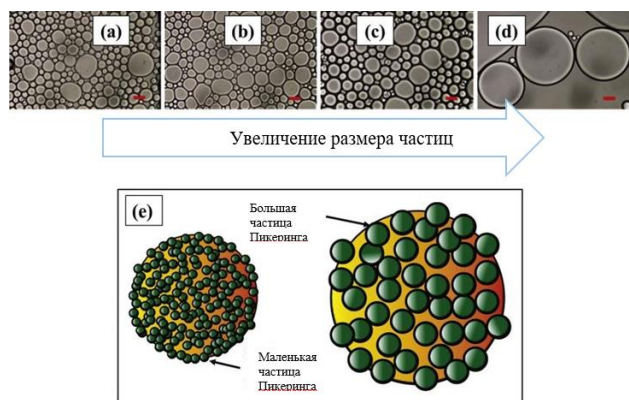 (a)
(b)
(c)
(d)
Увеличение размера частиц
(e)
Большая
частица
Пикеринга
Маленькая
частица
Пикеринга